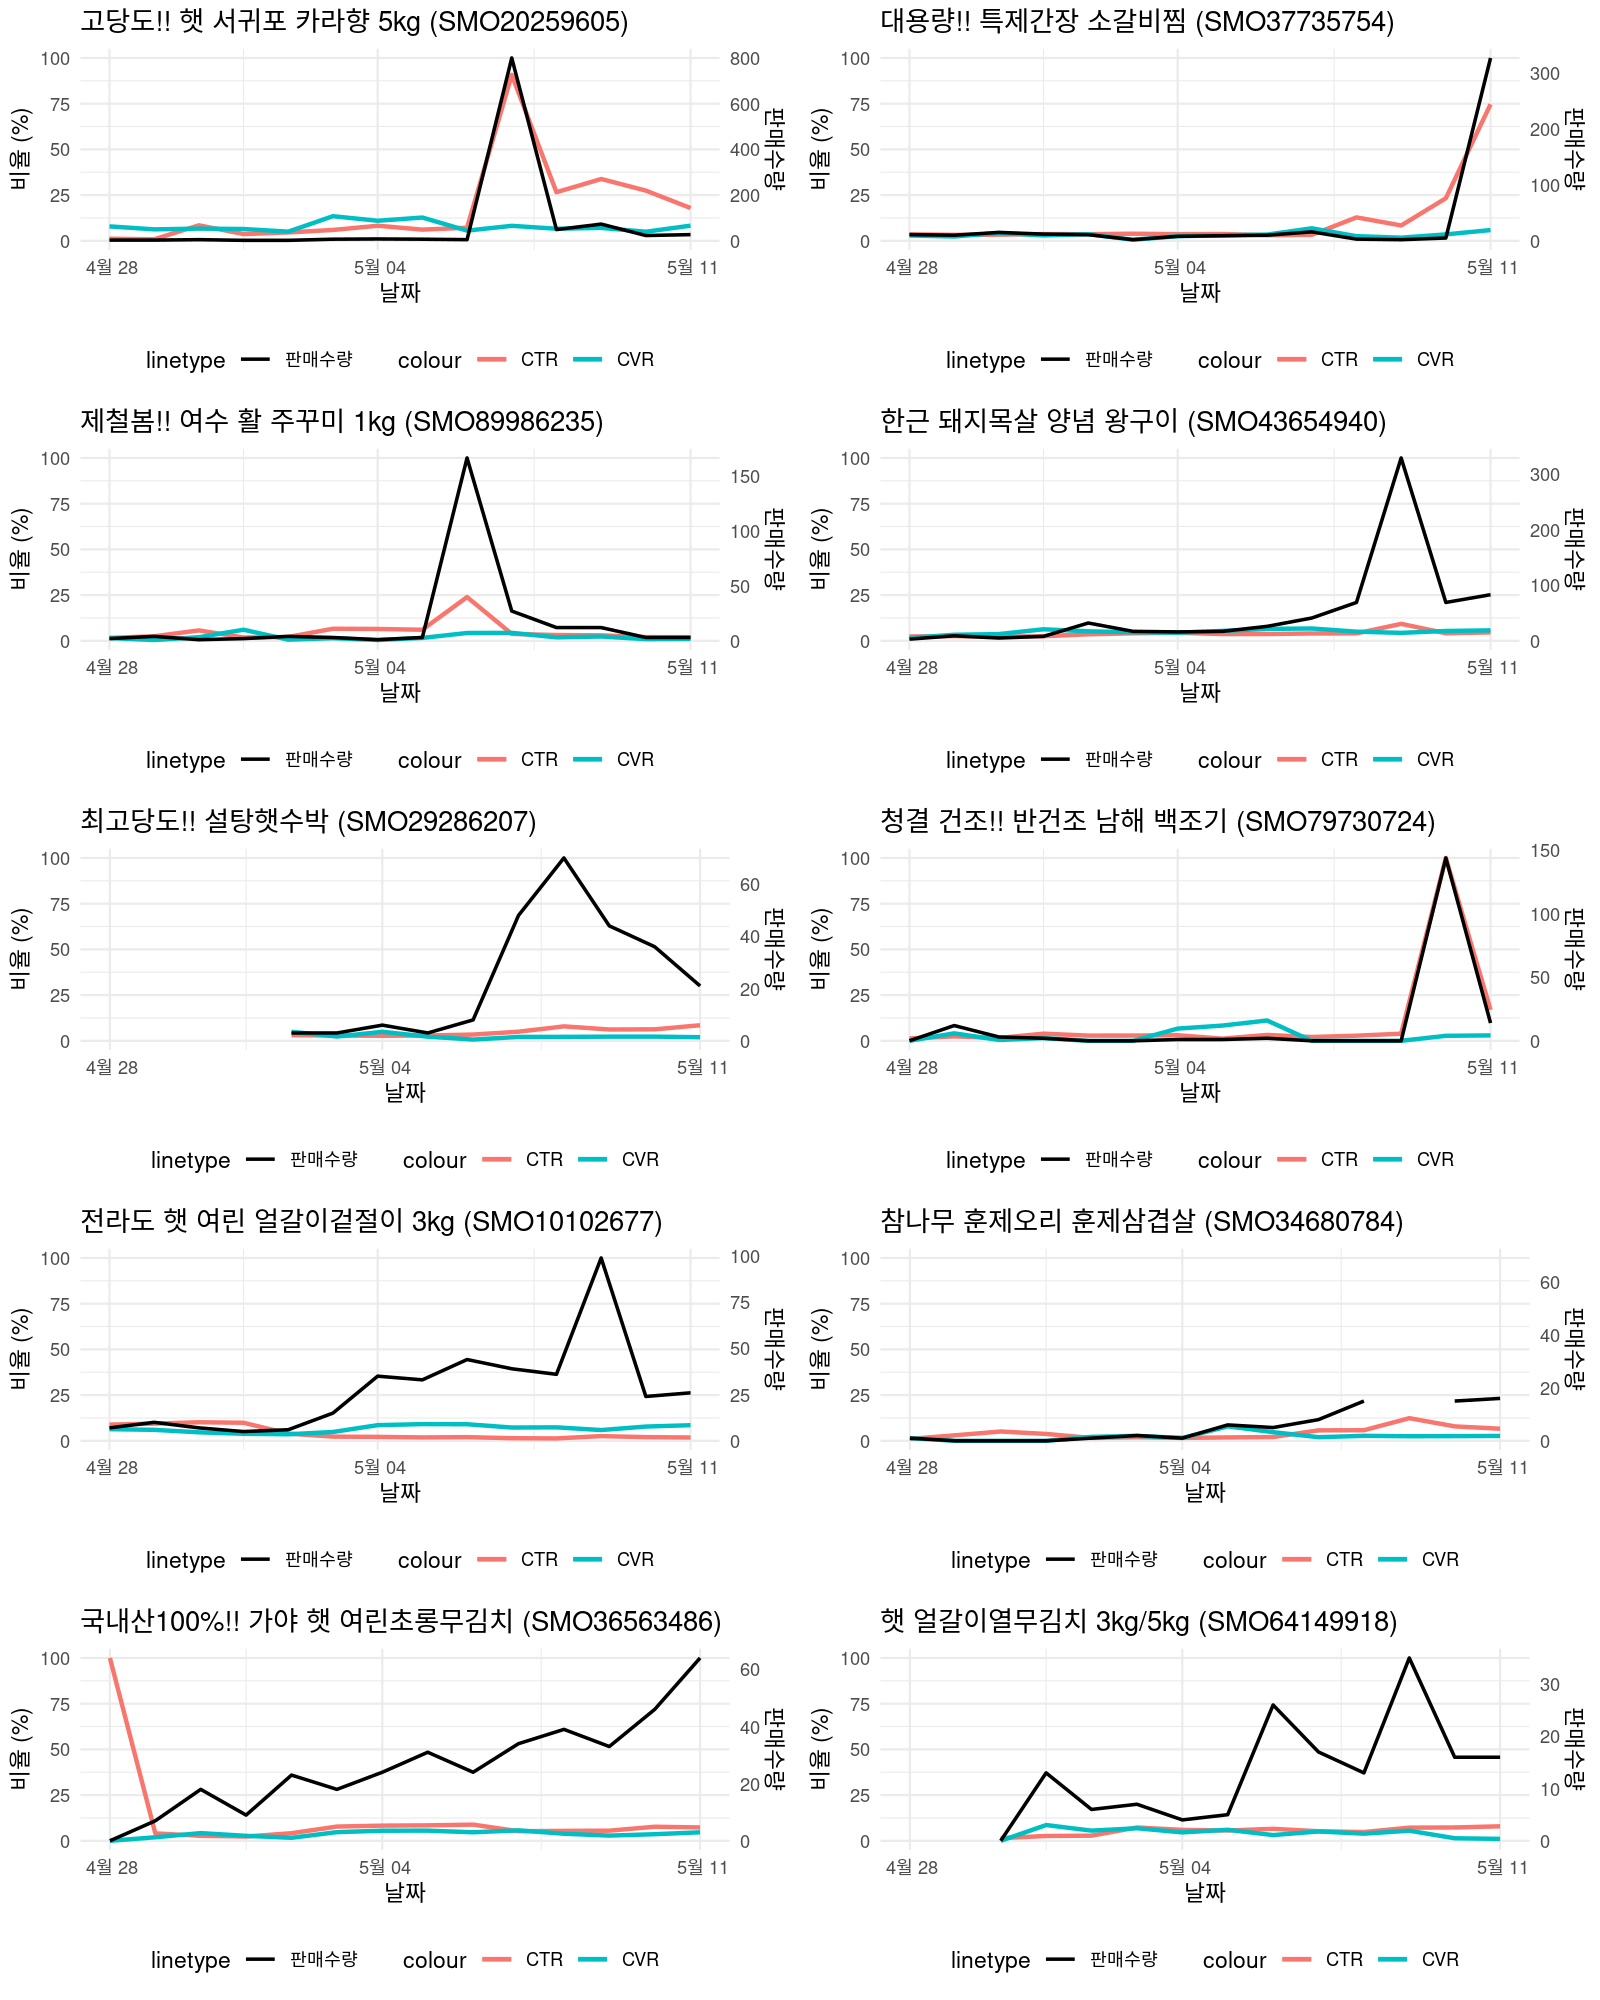 고당도!! 햇 서귀포 카라향 5kg (SMO20259605)
비율 (%)
100
75
50
25
0
800
600
400
200
0
판매수량
4월 28
5월 04
5월 11
날짜
linetype 판매수량 colour CTR CVR
대용량!! 특제간장 소갈비찜 (SMO37735754)
비율 (%)
100
75
50
25
0
300
200
100
0
판매수량
4월 28
5월 04
5월 11
날짜
linetype 판매수량 colour CTR CVR
제철봄!! 여수 활 주꾸미 1kg (SMO89986235)
비율 (%)
100
75
50
25
0
150
100
50
0
판매수량
4월 28
5월 04
5월 11
날짜
linetype 판매수량 colour CTR CVR
한근 돼지목살 양념 왕구이 (SMO43654940)
비율 (%)
100
75
50
25
0
300
200
100
0
판매수량
4월 28
5월 04
5월 11
날짜
linetype 판매수량 colour CTR CVR
최고당도!! 설탕햇수박 (SMO29286207)
비율 (%)
100
75
50
25
0
60
40
20
0
판매수량
4월 28
5월 04
5월 11
날짜
linetype 판매수량 colour CTR CVR
청결 건조!! 반건조 남해 백조기 (SMO79730724)
비율 (%)
100
75
50
25
0
150
100
50
0
판매수량
4월 28
5월 04
5월 11
날짜
linetype 판매수량 colour CTR CVR
전라도 햇 여린 얼갈이겉절이 3kg (SMO10102677)
비율 (%)
100
75
50
25
0
100
75
50
25
0
판매수량
4월 28
5월 04
5월 11
날짜
linetype 판매수량 colour CTR CVR
참나무 훈제오리 훈제삼겹살 (SMO34680784)
비율 (%)
100
75
50
25
0
60
40
20
0
판매수량
4월 28
5월 04
5월 11
날짜
linetype 판매수량 colour CTR CVR
국내산100%!! 가야 햇 여린초롱무김치 (SMO36563486)
비율 (%)
100
75
50
25
0
60
40
20
0
판매수량
4월 28
5월 04
5월 11
날짜
linetype 판매수량 colour CTR CVR
햇 얼갈이열무김치 3kg/5kg (SMO64149918)
비율 (%)
100
75
50
25
0
30
20
10
0
판매수량
4월 28
5월 04
5월 11
날짜
linetype 판매수량 colour CTR CVR